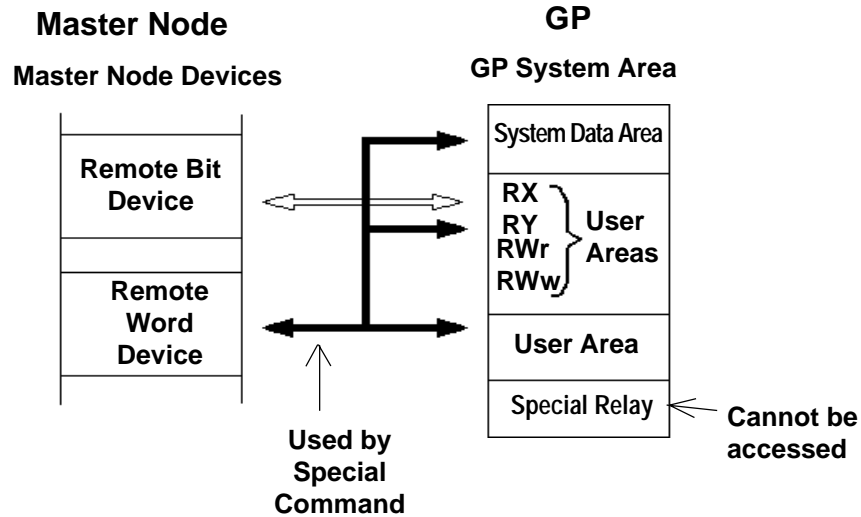 Master Node
GP
Master Node Devices
GP System Area
System Data Area
Remote Bit
Device
RX
RY
RWr
RWw
User
Areas
Remote
Word
Device
User Area
Special Relay
Cannot be
accessed
Used by
Special
Command